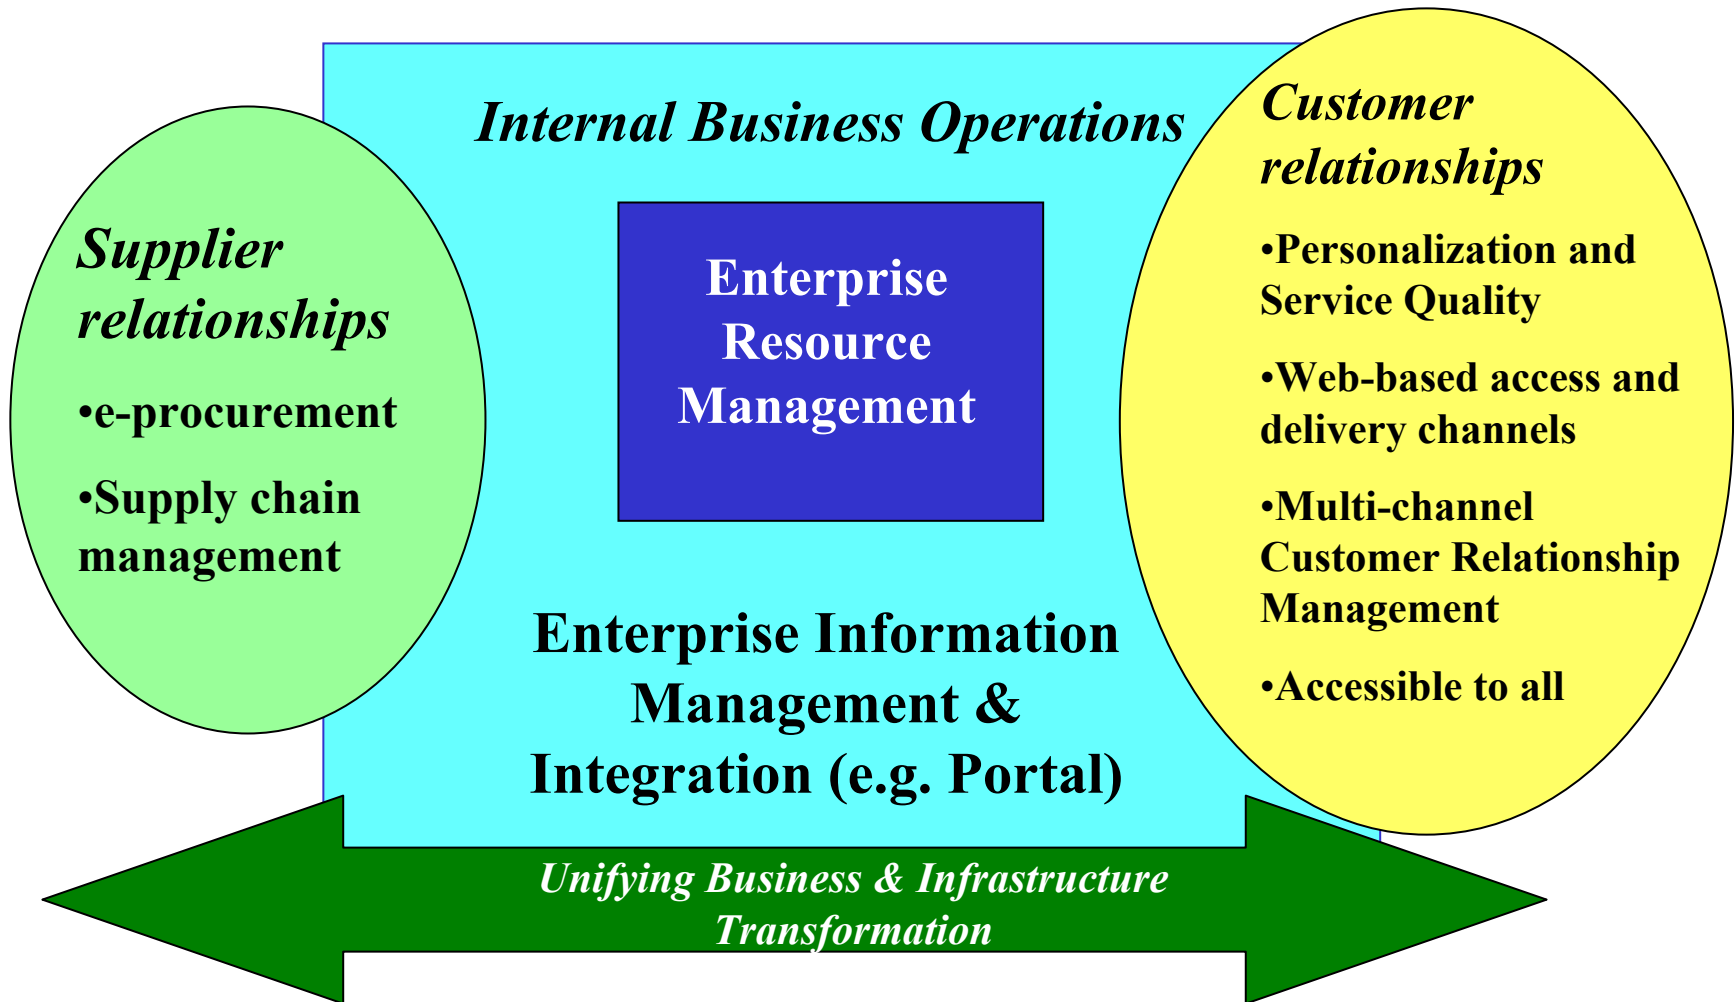 Internal Business Operations
Supplier
relationships
•e-procurement
•Supply chain
management
Enterprise
Resource
Management
Enterprise Information
Management &
Integration (e.g. Portal)
Customer
relationships
•Personalization and
Service Quality
•Web-based access and
delivery channels
•Multi-channel
Customer Relationship
Management
•Accessible to all
Unifying Business & Infrastructure
Transformation